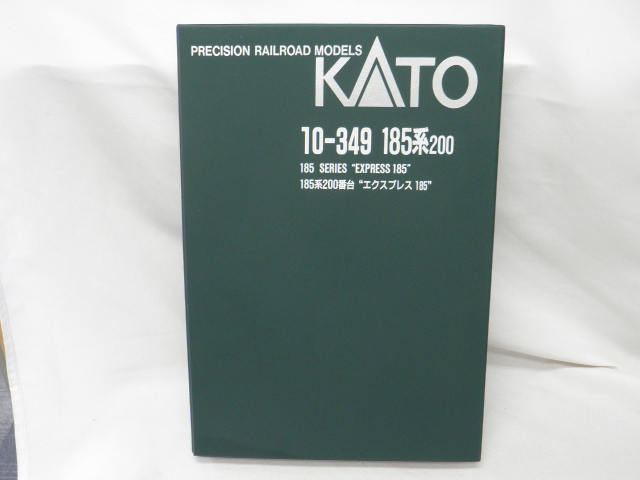 PRECISION RAILROAD MODELS
KATO
10-349 185系200
185 SERIES "EXPRESS 185"
185系200番台 "エクスプレス 185"